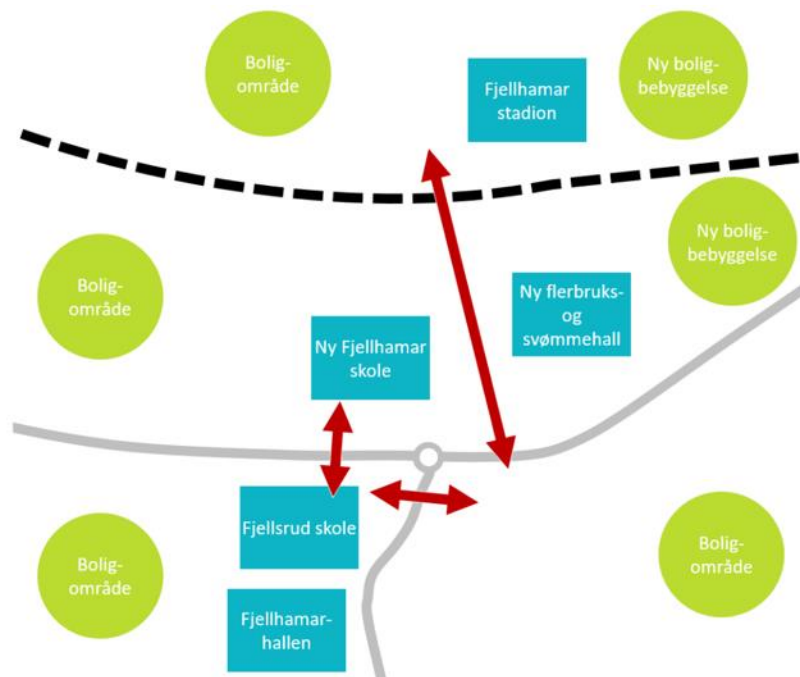 Bolig-
område
Fjellhamar
stadion
Ny bolig-
bebyggelse
Bolig-
område
Ny flerbruks-
og
svømmehall
Ny bolig-
bebyggelse
Ny Fjellhamar
skole
Fjellsrud skole
Bolig-
område
Bolig-
område
Fjellhamar-
hallen